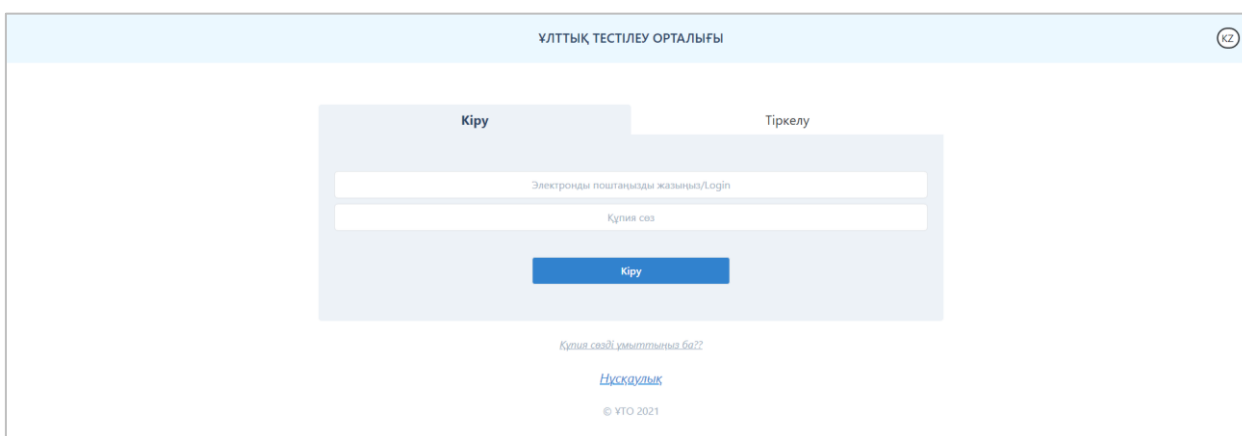 ҰЛТТЫҚ ТЕСТІЛЕУ ОРТАЛЫҒЫ
KZ
Кіру
Тіркелу
Электронды поштаңызды жазыңыз/Login
Құпия сөз
Кіру
Құпия сөзді ұмыттыңыз ба??
Нұсқаулық
© ҰТО 2021